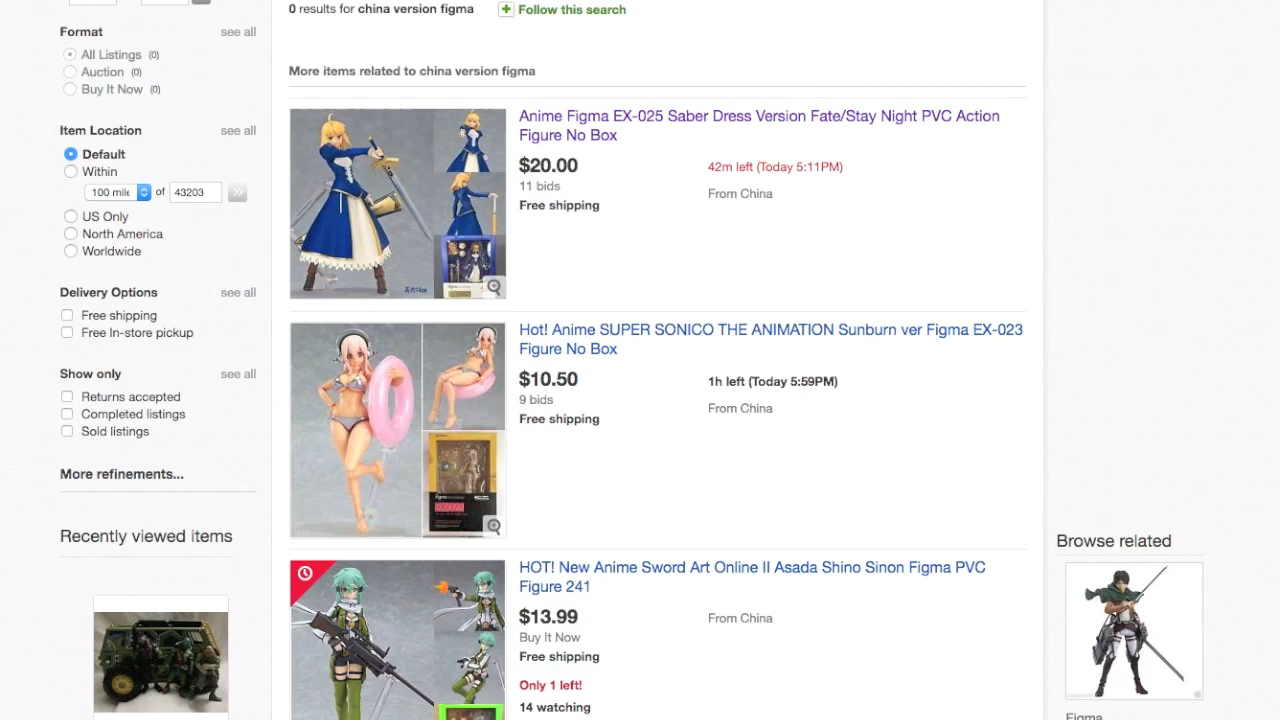 0 results for china version figma
Follow this search
Format
see all
All Listings (0)
Auction (0)
Buy It Now (0)
More items related to china version figma
Item Location
see all
Default
Within
100 mile
of
43203
US Only
North America
Worldwide
Delivery Options
see all
Free shipping
Free In-store pickup
Show only
see all
Returns accepted
Completed listings
Sold listings
More refinements...
Recently viewed items
Anime Figma EX-025 Saber Dress Version Fate/Stay Night PVC Action
Figure No Box
$20.00
42m left (Today 5:11PM)
11 bids
From China
Free shipping
Hot! Anime SUPER SONICO THE ANIMATION Sunburn ver Figma EX-023
Figure No Box
$10.50
1h left (Today 5:59PM)
9 bids
From China
Free shipping
HOT! New Anime Sword Art Online II Asada Shino Sinon Figma PVC
Figure 241
$13.99
From China
Buy It Now
Free shipping
Only 1 left!
14 watching
Browse related
Figma